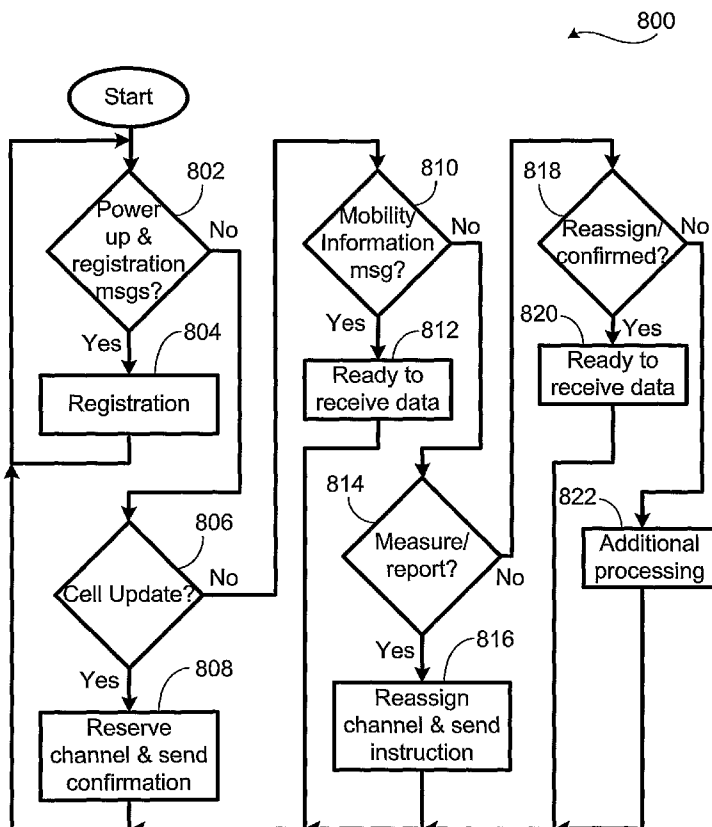 800
Start
802
Power
up &
registration
msgs?
No
Yes
804
Registration
806
Cell Update?
No
Yes
808
Reserve
channel & send
confirmation
810
Mobility
Information
msg?
No
Yes
812
Ready to
receive data
814
Measure/
report?
No
Yes
816
Reassign
channel & send
instruction
818
Reassign/
confirmed?
No
820
Yes
Ready to
receive data
822
Additional
processing